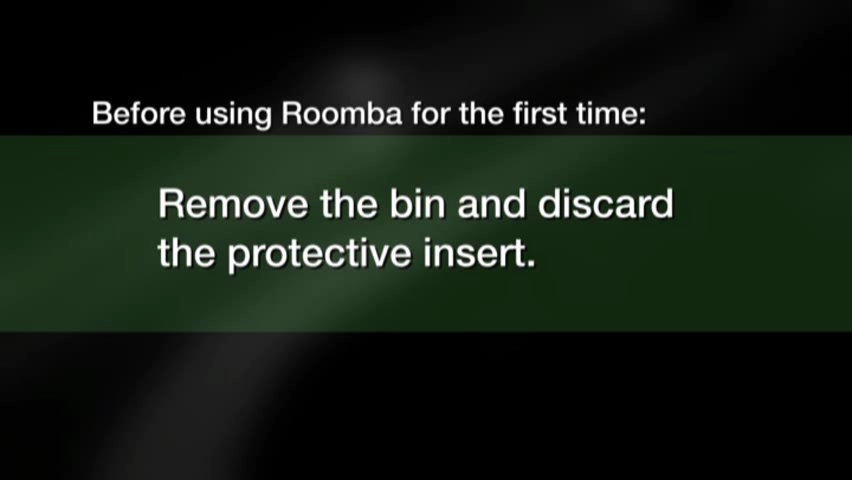 Before using Roomba for the first time:
Remove the bin and discard
the protective insert.